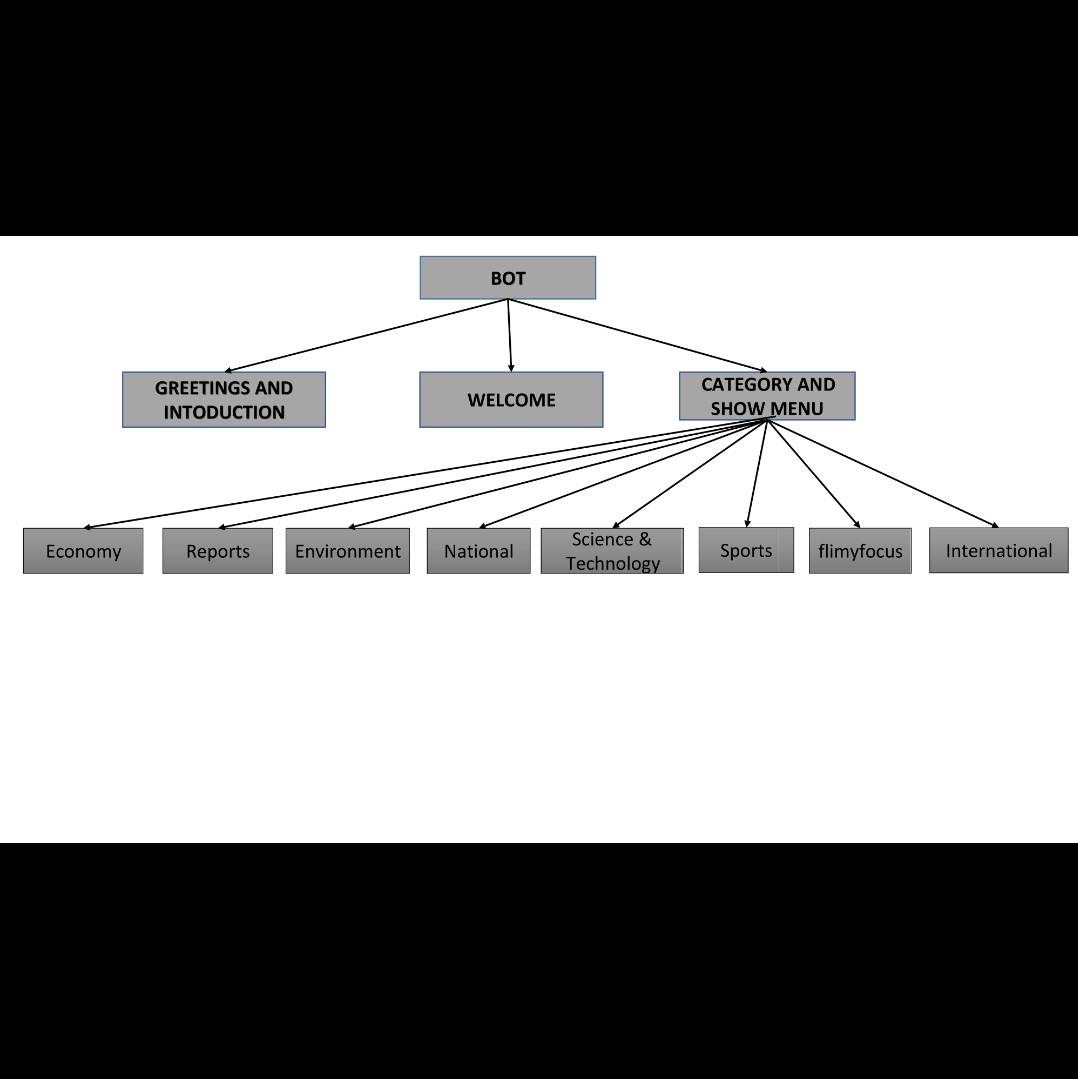 BOT
GREETINGS AND
INTODUCTION
WELCOME
CATEGORY AND
SHOW MENU
Economy
Reports
Environment
National
Science &
Technology
Sports
flimyfocus
International